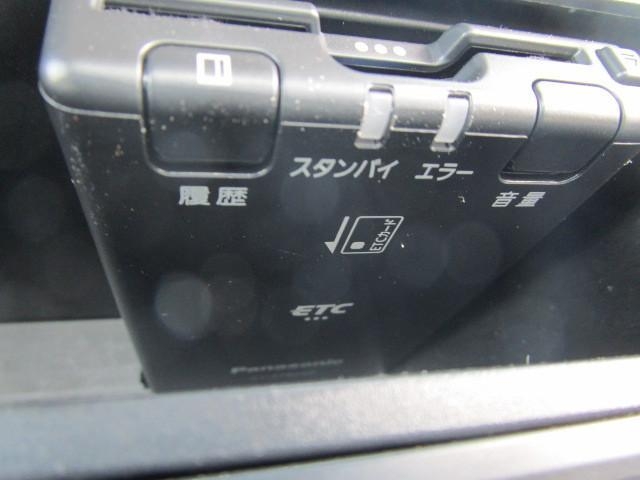 スタンバイ エラー
履歴 音量
ETCカード
ETC
Panasonic